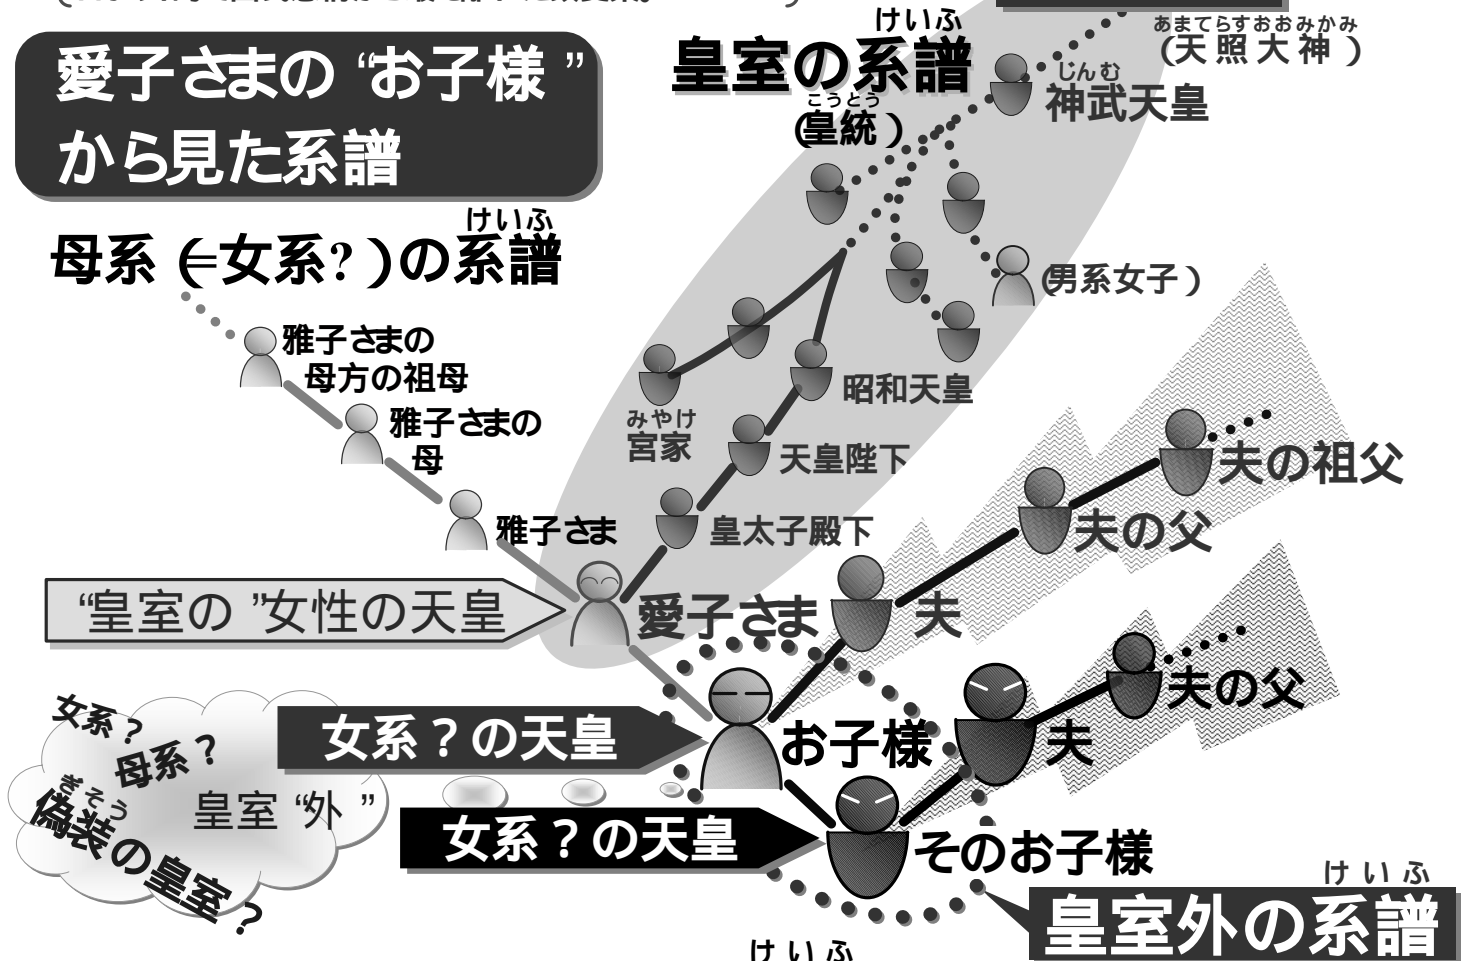 愛子さまの “お子様 ”
から見た系譜
けいふ
皇室の系譜
こうとう
(皇統 )
あまてらすおおみかみ
(天 照 大 神 )
じんむ
神武天皇
けいふ
母系 (=女系? )の系譜
(男系女子 )
雅子さまの
母方の祖母
雅子さまの
母
雅子さま
昭和天皇
みやけ
宮家
天皇陛下
皇太子殿下
夫の祖父
夫の父
“皇室の ”女性の天皇
愛子さま
夫
夫の父
女系？の天皇
お子様
夫
女系？
母系？
皇室 “外 ”
ぎそう
偽装の皇室？
女系？の天皇
そのお子様
けいふ
皇室外の系譜
けいふ